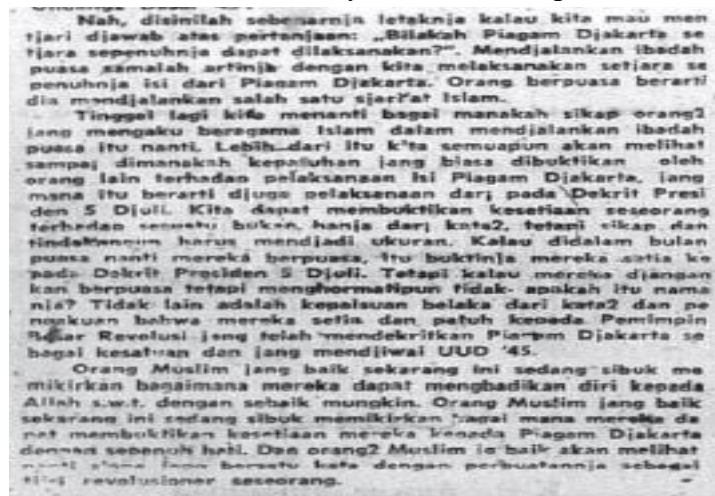 Nah, disinilah sebenarnja letaknja kalau kita mau men
tjari djawab atas pertanjaan: „Bilakah Piagam Djakarta se
tjara sepenuhnja dapat dilaksanakan?". Mendjalankan ibadah
puasa samalah artinja dengan kita melaksanakan setjara se
penuhnja isi dari Piagam Djakarta. Orang berpuasa berarti
dia mendjalankan salah satu sjari'at Islam.
Tinggal lagi kita menanti bagai manakah sikap orang2
jang mengaku beragama Islam dalam mendjalankan ibadah
puasa itu nanti. Lebih dari itu k'ta semuapun akan melihat
sampai dimanakah kepatuhan jang biasa dibuktikan oleh
orang lain terhadap pelaksanaan isi Piagam Djakarta, jang
mana itu berarti djuga pelaksanaan dari pada Dekrit Presi
den 5 Djuli. Kita dapat membuktikan kesetiaan seseorang
terhadap sesuatu bukan hanja dari kata2, tetapi sikap dan
harus mendjadi ukuran. Kalau didalam bulan
puasa nanti mereka berpuasa, itu buktinja mereka setia ke
pada Dekrit Presiden 5 Djuli. Tetapi kalau mereka djangan
kan berpuasa tetapi menghormatipun tidak, apakah itu nama
nja? Tidak lain adalah kepalsuan belaka dari kata2 dan pe
ngakuan bahwa mereka setia dan patuh kepada Pemimpin
Besar Revolusi jang telah mendekritkan Piagam Djakarta se
bagai kesatuan dan jang mendjiwai UUD '45.
Orang Muslim jang baik sekarang ini sedang sibuk me
mikirkan bagaimana mereka dapat mengbadikan diri kepada
Allah s.w.t. dengan sebaik mungkin. Orang Muslim jang baik
sekarang ini sedang sibuk memikirkan bagai mana mereka da
pat membuktikan kesetiaan mereka kepada Piagam Djakarta
dengan sepenuh hati. Dan orang2 Muslim jg baik akan melihat
nanti siapa jang bersatu kata dengan perbuatannja sebagai
revolusioner seseorang.